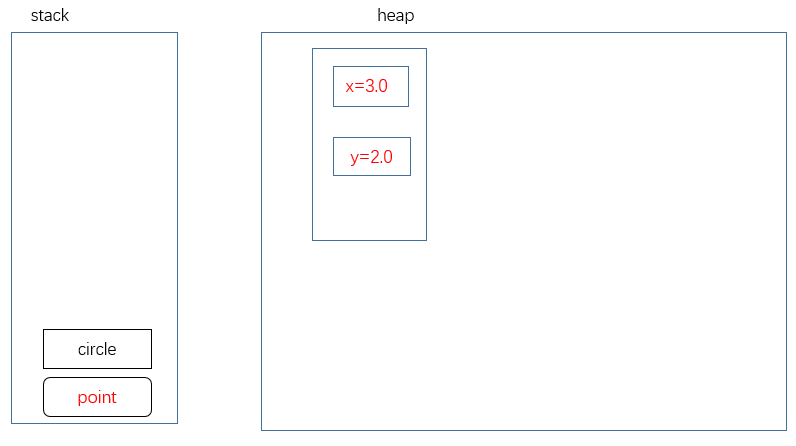 stack
heap
x=3.0
y=2.0
circle
point